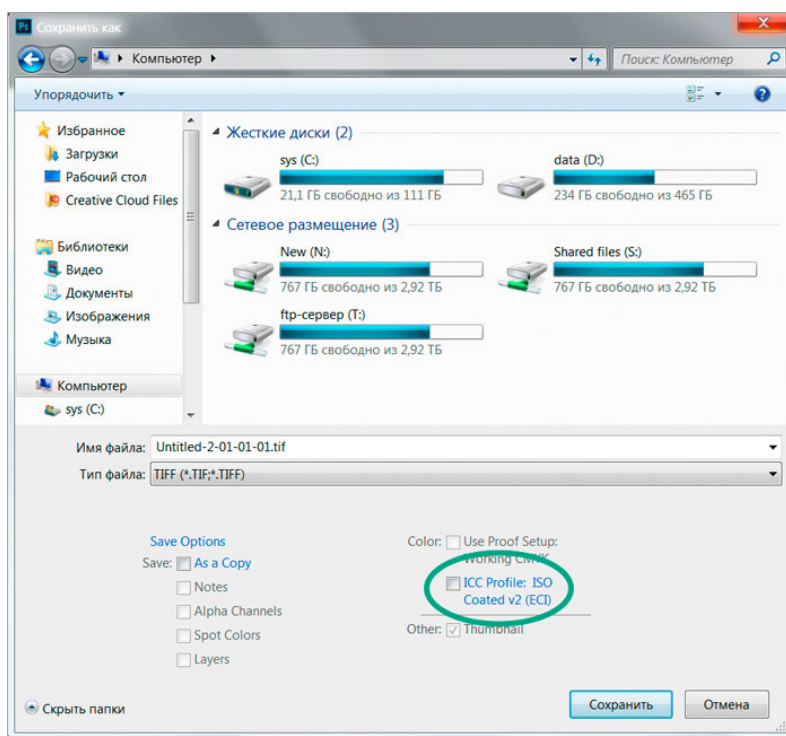 Ps Сохранить как
Компьютер
Поиск: Компьютер
Упорядочить
Избранное
Загрузки
Рабочий стол
Creative Cloud Files
Библиотеки
Видео
Документы
Изображения
Музыка
Компьютер
sys (C:)
Жесткие диски (2)
sys (C:)
21,1 ГБ свободно из 111 ГБ
data (D:)
234 ГБ свободно из 465 ГБ
Сетевое размещение (3)
New (N:)
767 ГБ свободно из 2,92 ТБ
Shared files (S:)
767 ГБ свободно из 2,92 ТБ
ftp-сервер (T:)
767 ГБ свободно из 2,92 ТБ
Имя файла: Untitled-2-01-01-01.tif
Тип файла: TIFF (*.TIF;*.TIFF)
Save Options
Save: As a Copy
Notes
Alpha Channels
Spot Colors
Layers
Color: Use Proof Setup:
Working CMYK
ICC Profile: ISO
Coated v2 (ECI)
Other: Thumbnail
Скрыть папки
Сохранить
Отмена